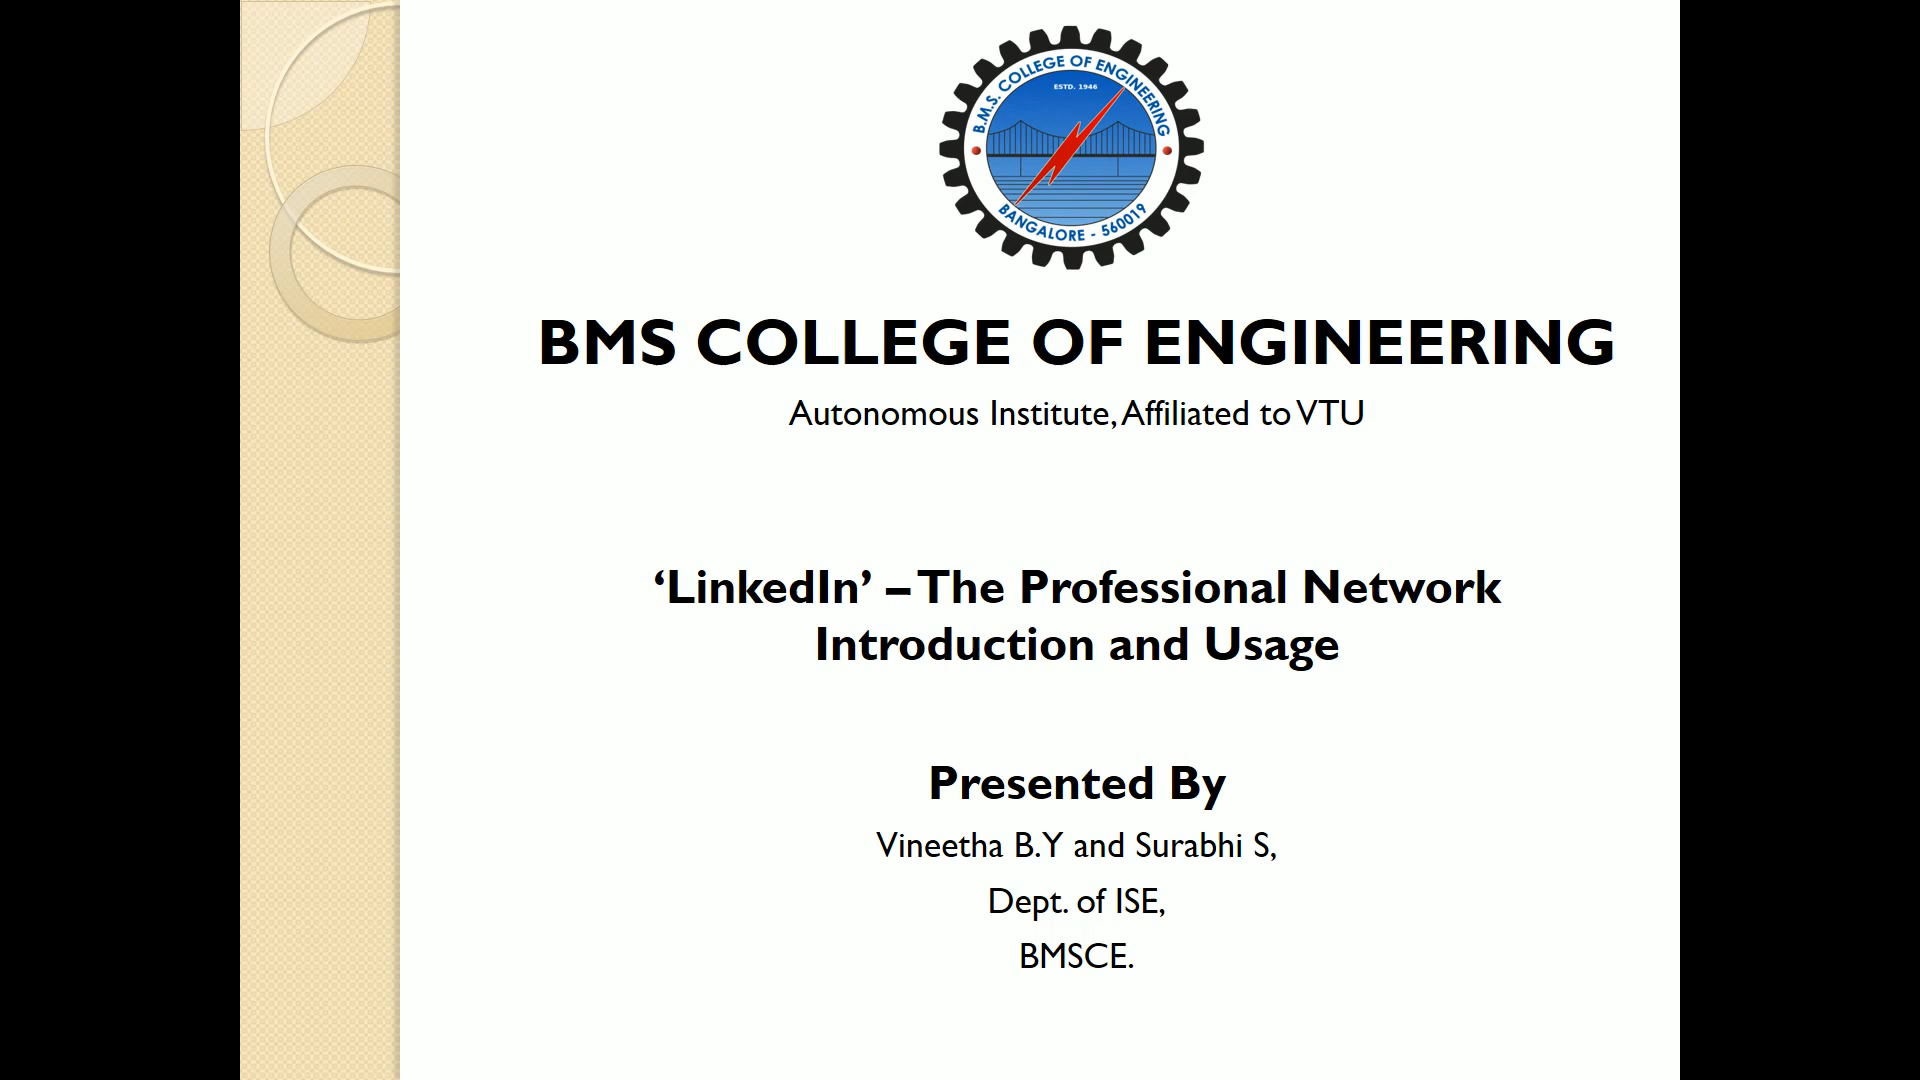 B.M.S. COLLEGE OF ENGINEERING
ESTD. 1946
BANGALORE - 560019
BMS COLLEGE OF ENGINEERING
Autonomous Institute, Affiliated to VTU
‘LinkedIn’ – The Professional Network
Introduction and Usage
Presented By
Vineetha B.Y and Surabhi S,
Dept. of ISE,
BMSCE.